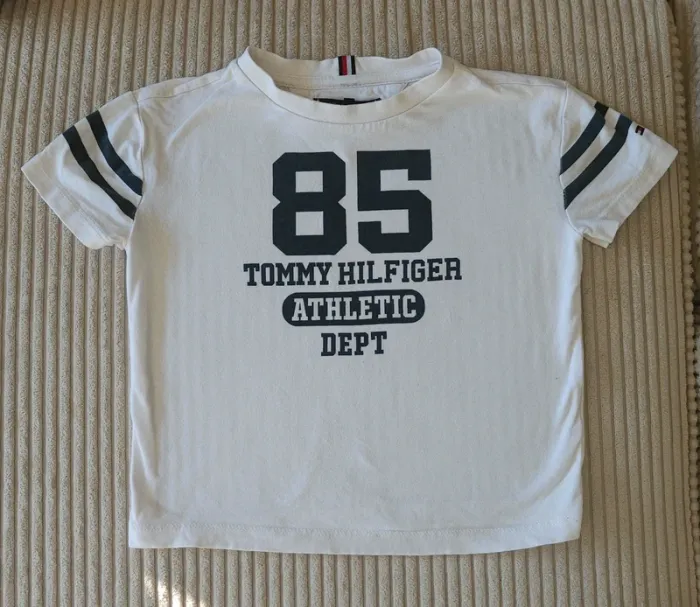 85
TOMMY HILFIGER
ATHLETIC
DEPT